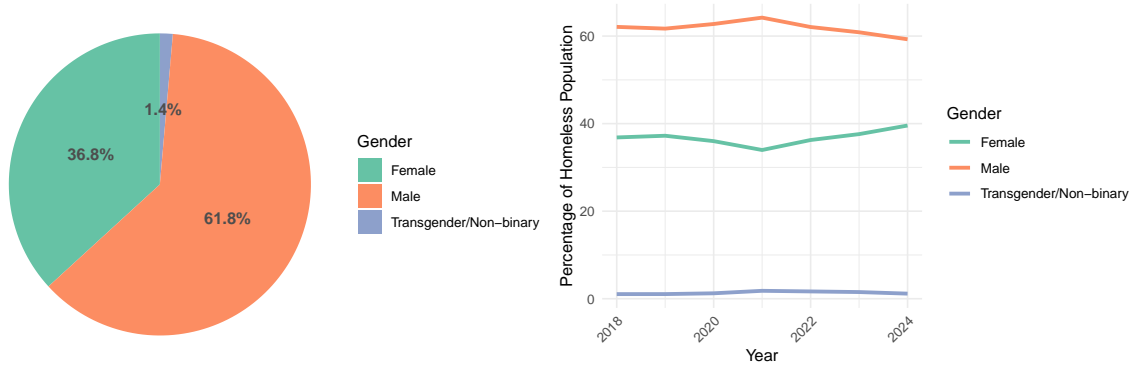 1.4%
36.8%
61.8%
Gender
Female
Male
Transgender/Non−binary
Percentage of Homeless Population
60
40
20
0
2018
2020
2022
2024
Year
Gender
Female
Male
Transgender/Non−binary